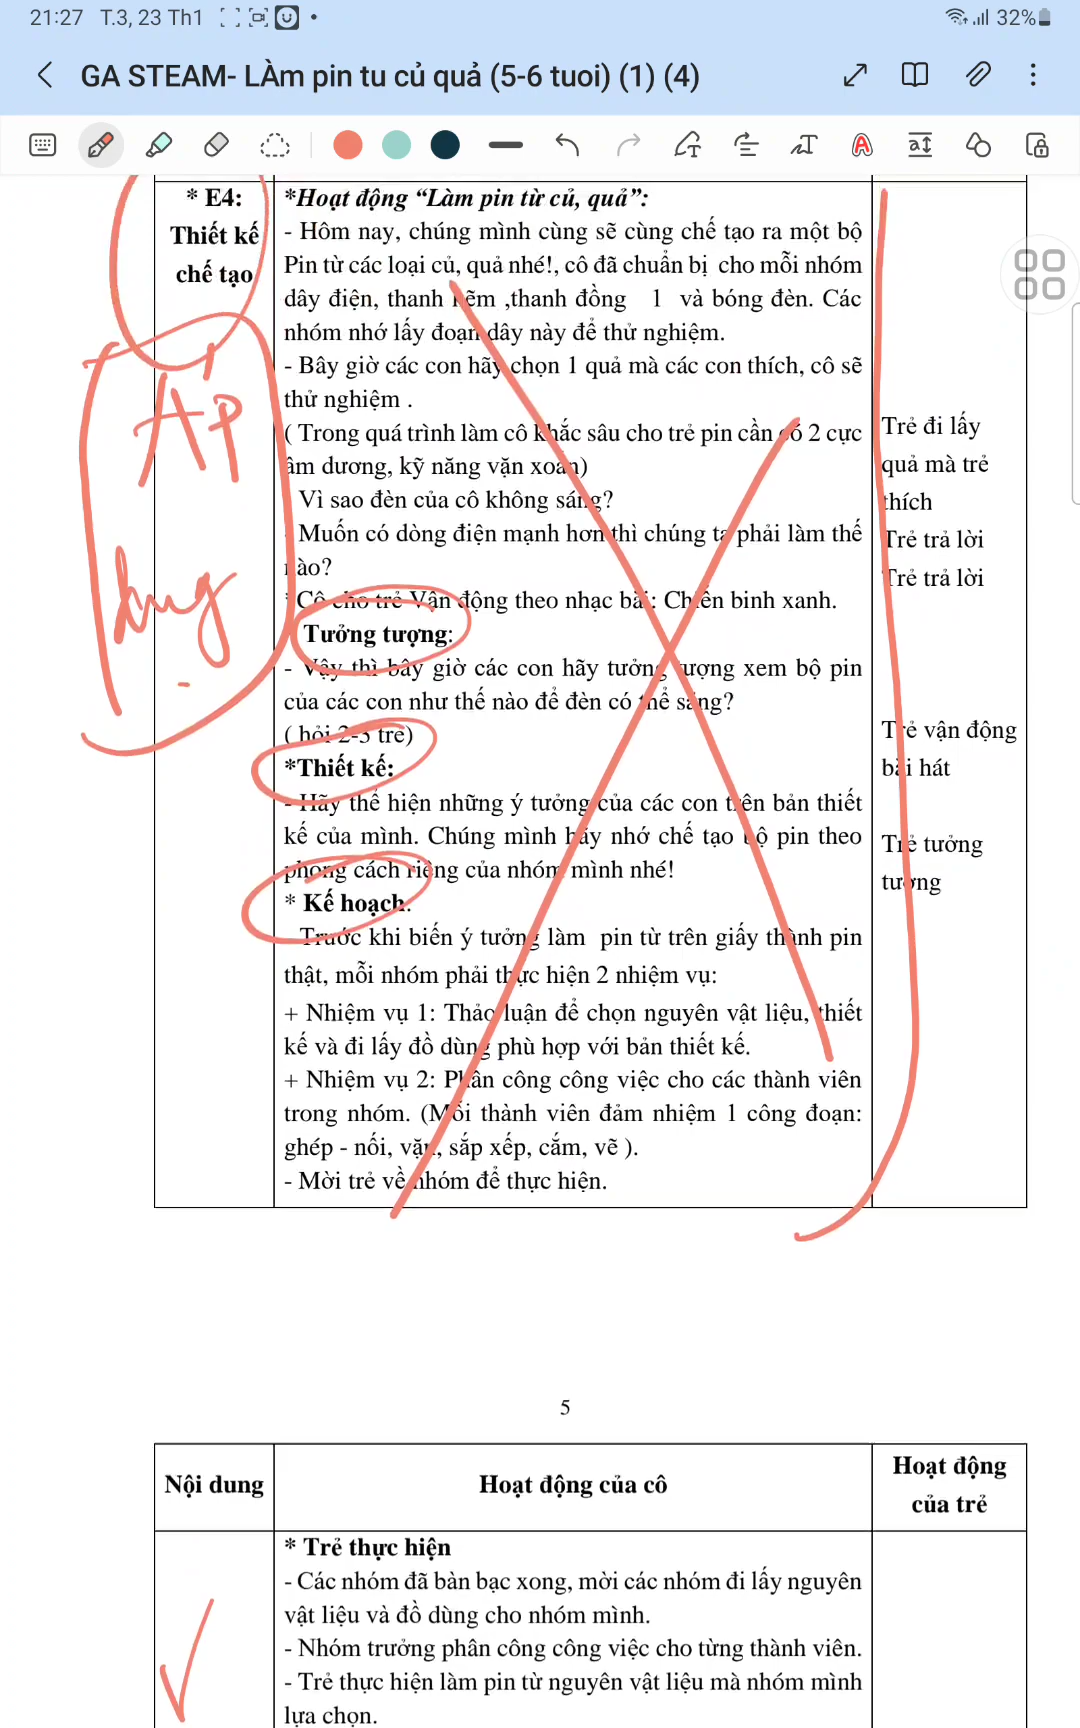 21:27 T.3, 23 Th1
32%
GA STEAM- LÀm pin tu củ quả (5-6 tuoi) (1) (4)
* E4:
Thiết kế
chế tạo
Áp
dụng
*Hoạt động “Làm pin từ củ, quả”:
- Hôm nay, chúng mình cùng sẽ cùng chế tạo ra một bộ
Pin từ các loại củ, quả nhé!, cô đã chuẩn bị cho mỗi nhóm
dây điện, thanh kẽm ,thanh đồng 1 và bóng đèn. Các
nhóm nhớ lấy đoạn dây này để thử nghiệm.
- Bây giờ các con hãy chọn 1 quả mà các con thích, cô sẽ
thử nghiệm .
( Trong quá trình làm cô khắc sâu cho trẻ pin cần có 2 cực
âm dương, kỹ năng vặn xoắn)
Vì sao đèn của cô không sáng?
- Muốn có dòng điện mạnh hơn thì chúng ta phải làm thế
nào?
* Cô cho trẻ Vận động theo nhạc bài: Chiến binh xanh.
Tưởng tượng:
- Vậy thì bây giờ các con hãy tưởng tượng xem bộ pin
của các con như thế nào để đèn có thể sáng?
( hỏi 2-3 trẻ)
*Thiết kế:
- Hãy thể hiện những ý tưởng của các con trên bản thiết
kế của mình. Chúng mình hãy nhớ chế tạo bộ pin theo
phong cách riêng của nhóm mình nhé!
* Kế hoạch:
Trước khi biến ý tưởng làm pin từ trên giấy thành pin
thật, mỗi nhóm phải thực hiện 2 nhiệm vụ:
+ Nhiệm vụ 1: Thảo luận để chọn nguyên vật liệu, thiết
kế và đi lấy đồ dùng phù hợp với bản thiết kế.
+ Nhiệm vụ 2: Phân công công việc cho các thành viên
trong nhóm. (Mỗi thành viên đảm nhiệm 1 công đoạn:
ghép - nối, vặn, sắp xếp, cắm, vẽ ).
- Mời trẻ về nhóm để thực hiện.
Trẻ đi lấy
quả mà trẻ
thích
Trẻ trả lời
Trẻ trả lời
Trẻ vận động
bài hát
Trẻ tưởng
tượng
5
Nội dung
Hoạt động của cô
Hoạt động
của trẻ
* Trẻ thực hiện
- Các nhóm đã bàn bạc xong, mời các nhóm đi lấy nguyên
vật liệu và đồ dùng cho nhóm mình.
- Nhóm trưởng phân công công việc cho từng thành viên.
- Trẻ thực hiện làm pin từ nguyên vật liệu mà nhóm mình
lựa chọn.